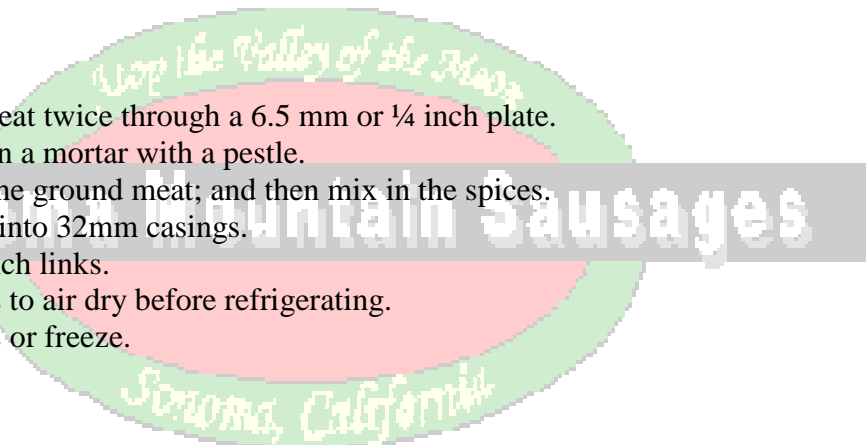 Up the Valley of the Moon
eat twice through a 6.5 mm or ¼ inch plate.
n a mortar with a pestle.
he ground meat; and then mix in the spices.
Mountain Sausages
into 32mm casings.
ch links.
to air dry before refrigerating.
or freeze.
Sonoma, California